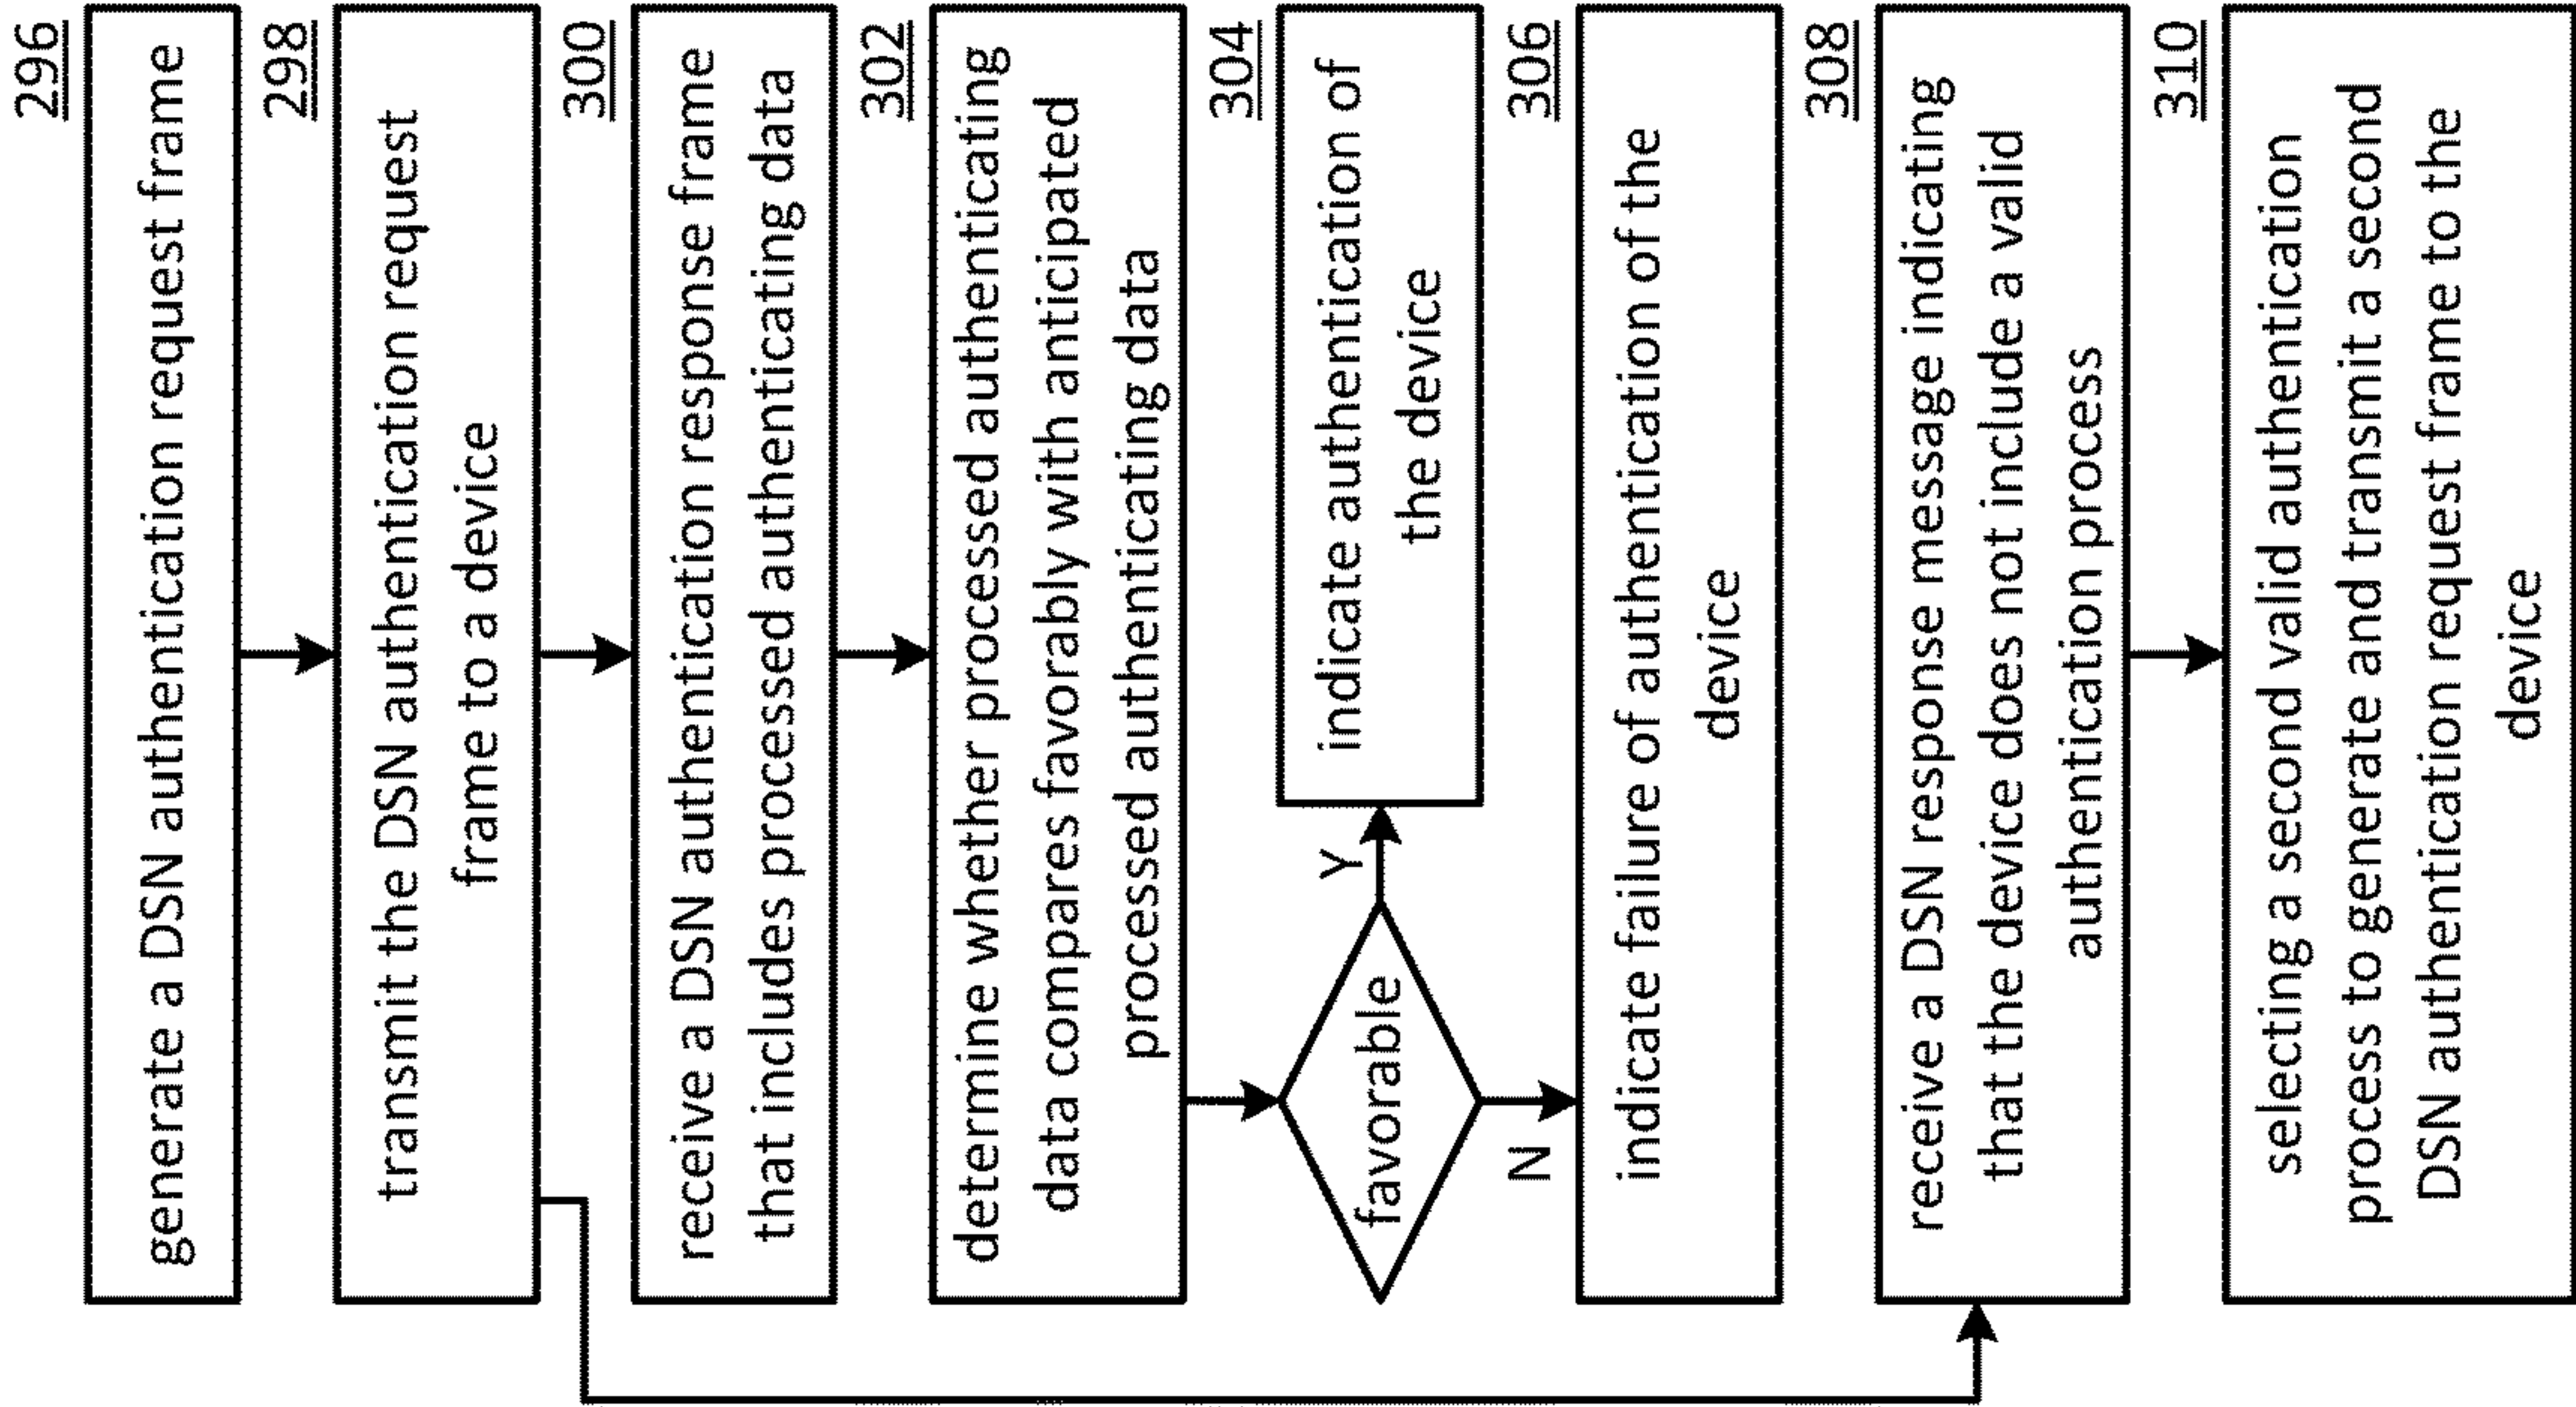 296
generate a DSN authentication request frame
298
transmit the DSN authentication request
frame to a device
300
receive a DSN authentication response frame
that includes processed authenticating data
302
determine whether processed authenticating
data compares favorably with anticipated
processed authenticating data
favorable
Y
304
indicate authentication of
the device
N
306
indicate failure of authentication of the
device
308
receive a DSN response message indicating
that the device does not include a valid
authentication process
310
selecting a second valid authentication
process to generate and transmit a second
DSN authentication request frame to the
device